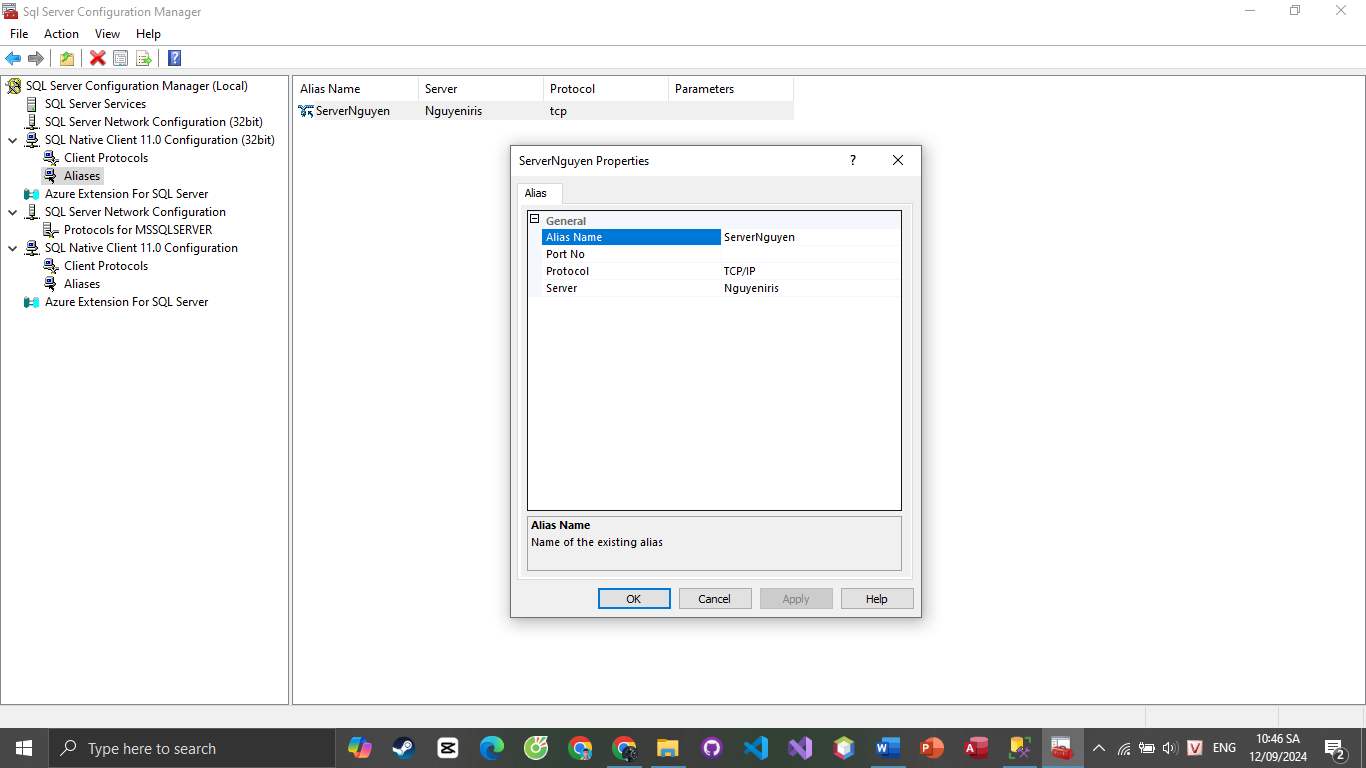 Sql Server Configuration Manager
File Action View Help
SQL Server Configuration Manager (Local)
SQL Server Services
SQL Server Network Configuration (32bit)
SQL Native Client 11.0 Configuration (32bit)
Client Protocols
Aliases
Azure Extension For SQL Server
SQL Server Network Configuration
Protocols for MSSQLSERVER
SQL Native Client 11.0 Configuration
Client Protocols
Aliases
Azure Extension For SQL Server
Alias Name Server Protocol Parameters
ServerNguyen Nguyeniris tcp
ServerNguyen Properties
Alias
General
Alias Name ServerNguyen
Port No
Protocol TCP/IP
Server Nguyeniris
Alias Name
Name of the existing alias
OK Cancel Apply Help
Type here to search
ENG
10:46 SA
12/09/2024
2